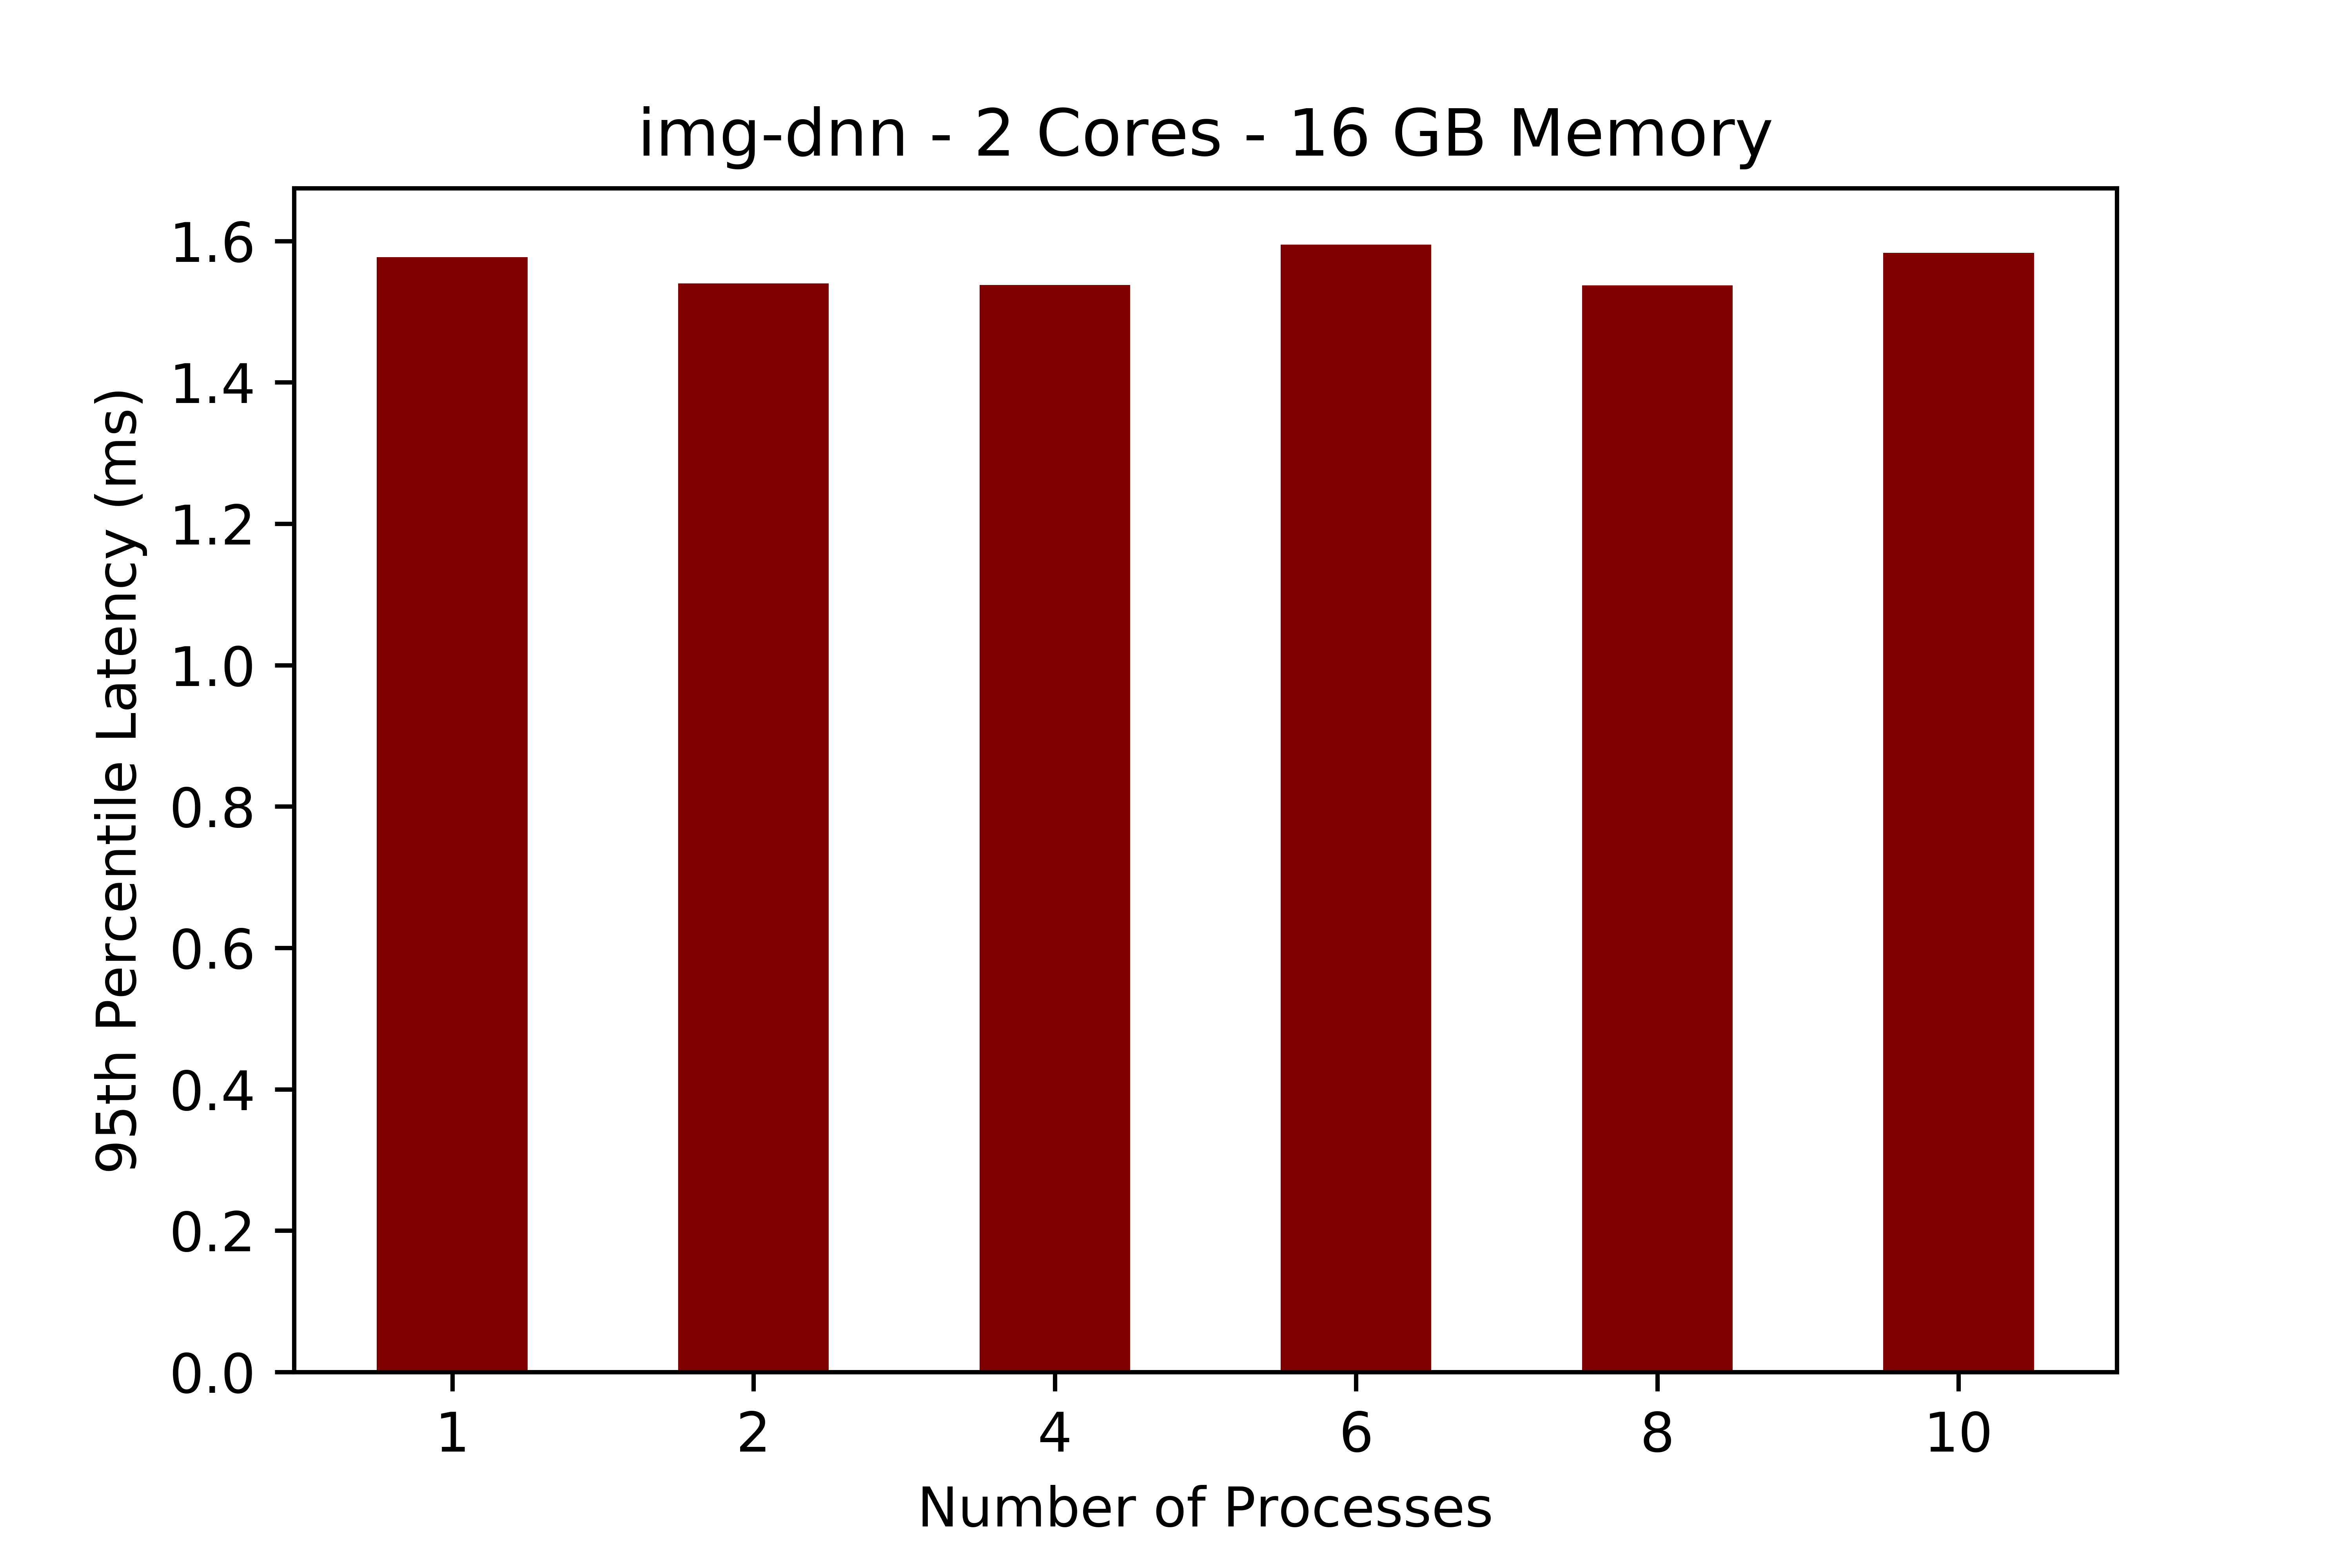 img-dnn - 2 Cores - 16 GB Memory
95th Percentile Latency (ms)
1.6
1.4
1.2
1.0
0.8
0.6
0.4
0.2
0.0
1 2 4 6 8 10
Number of Processes